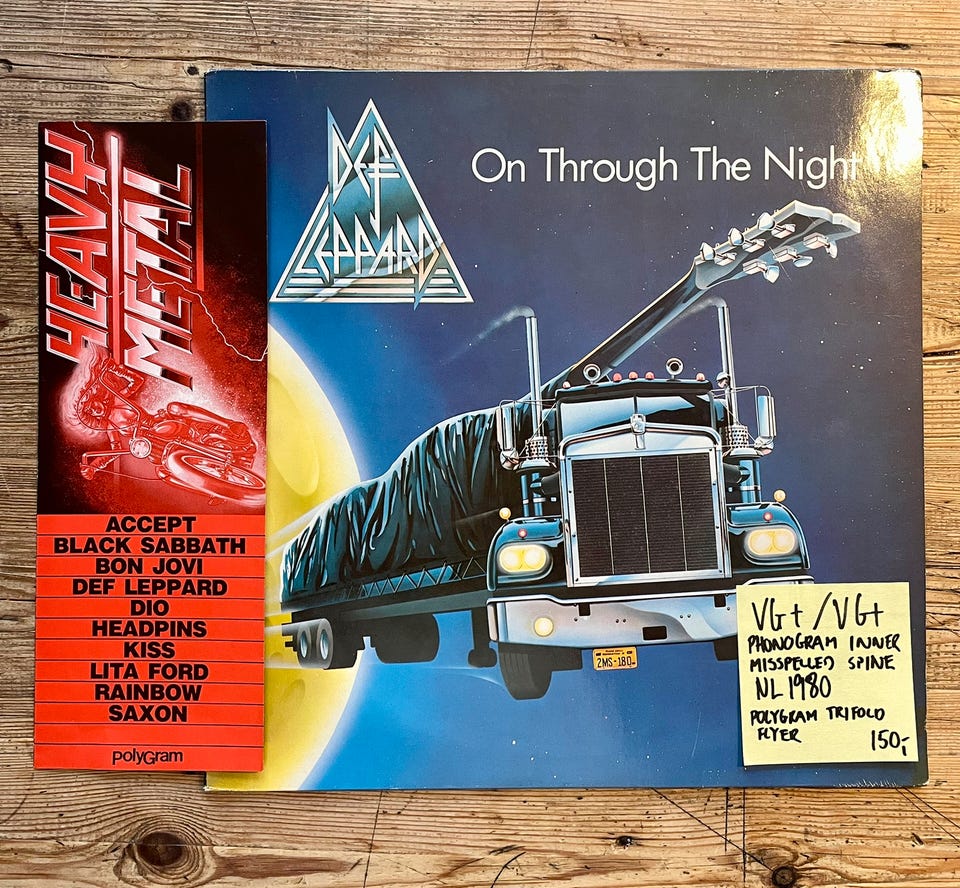 HEAVY
METAL
ACCEPT
BLACK SABBATH
BON JOVI
DEF LEPPARD
DIO
HEADPINS
KISS
LITA FORD
RAINBOW
SAXON
polyGram
DEF
LEPPARD
On Through The Night
2MS-180
VG+/VG+
PHONOGRAM INNER
MISSPELLED SPINE
NL 1980
POLYGRAM TRIFOLD
FLYER 150,-